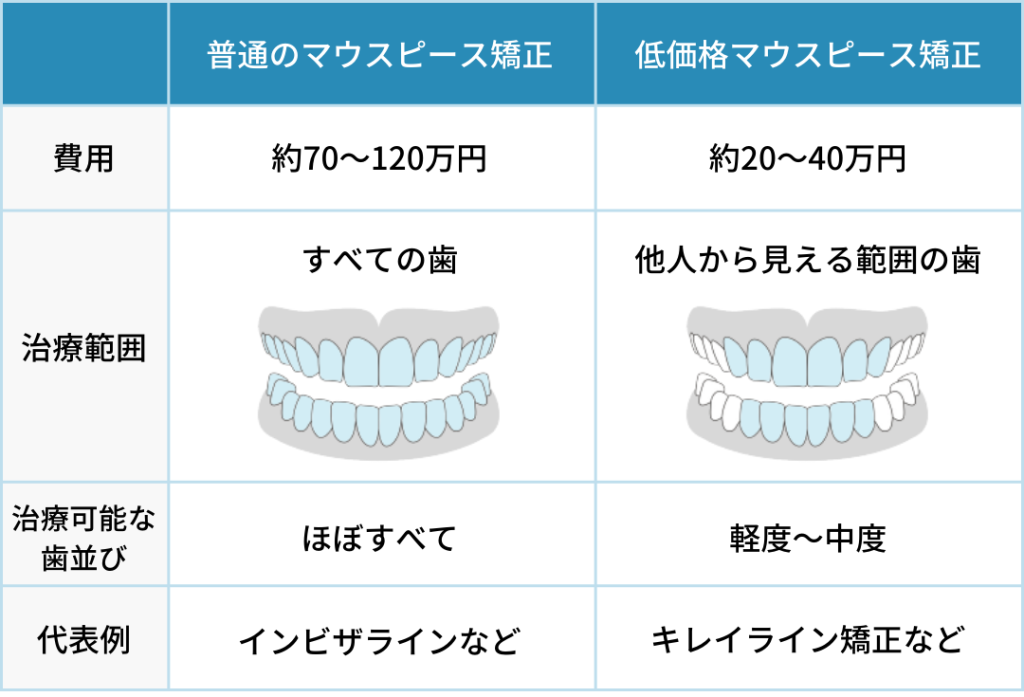 普通のマウスピース矯正
低価格マウスピース矯正
費用
約70〜120万円
約20〜40万円
治療範囲
すべての歯
他人から見える範囲の歯
治療可能な
歯並び
ほぼすべて
軽度〜中度
代表例
インビザラインなど
キレイライン矯正など